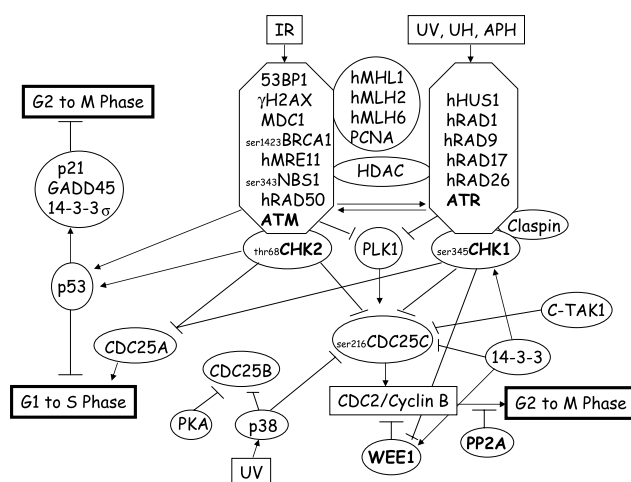 IR
UV, UH, APH
G2 to M Phase
53BP1
γH2AX
MDC1
ser1423BRCA1
hMRE11
ser343NBS1
hRAD50
ATM
hMHL1
hMLH2
hMLH6
PCNA
HDAC
hHUS1
hRAD1
hRAD9
hRAD17
hRAD26
ATR
Claspin
p21
GADD45
14-3-3σ
thr68CHK2
PLK1
ser345CHK1
p53
C-TAK1
CDC25A
ser216CDC25C
14-3-3
CDC25B
G1 to S Phase
CDC2/Cyclin B
G2 to M Phase
PKA
p38
WEE1
PP2A
UV